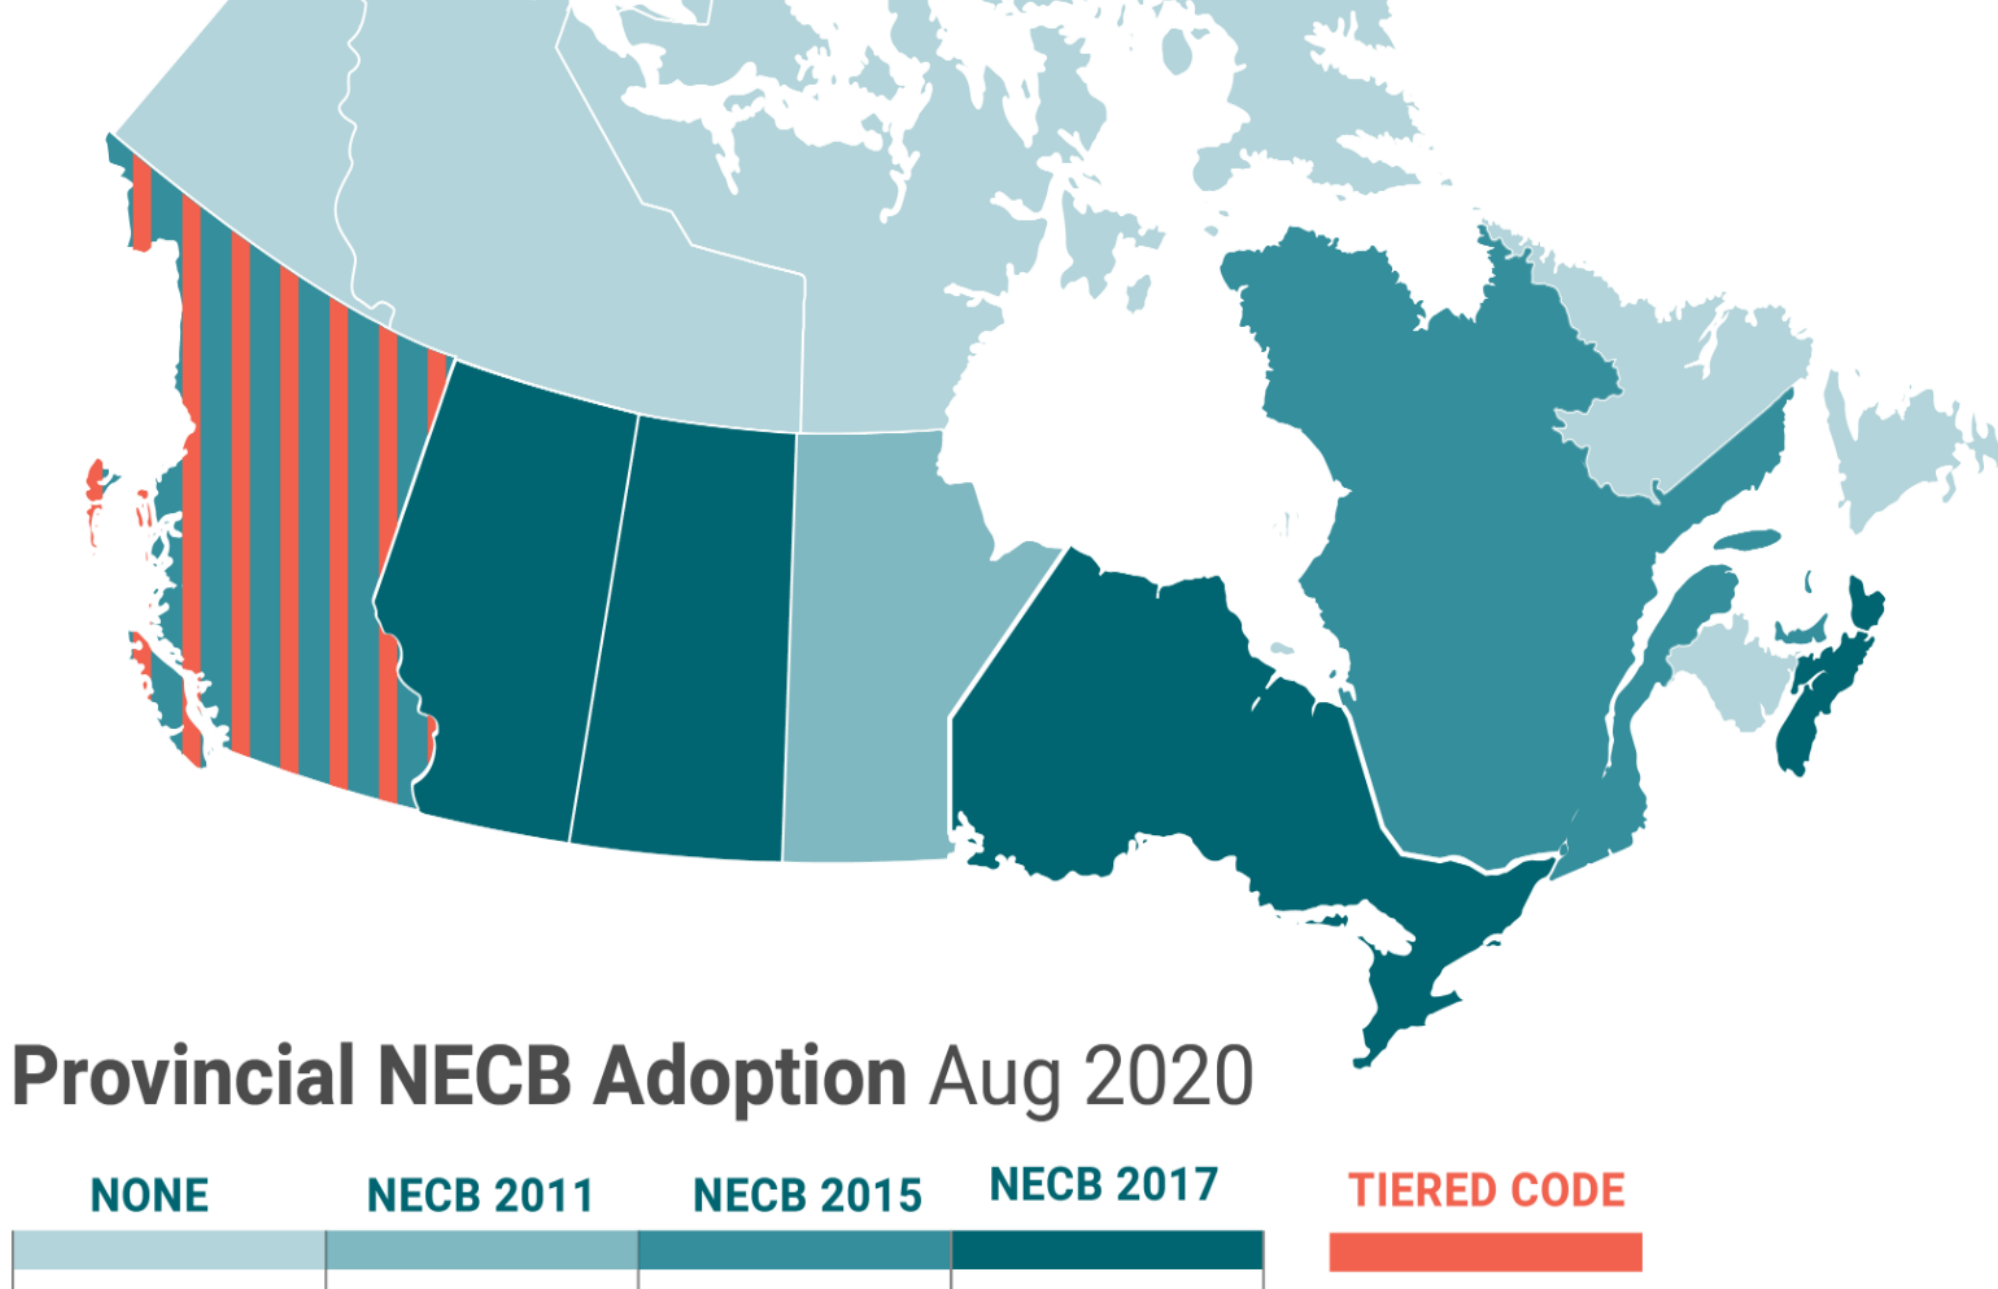 Provincial NECB Adoption Aug 2020
NONE
NECB 2011
NECB 2015
NECB 2017
TIERED CODE